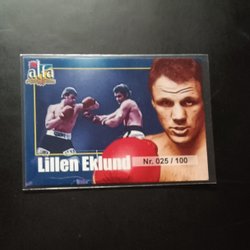 alfa
Lillen Eklund
Nr. 025 / 100